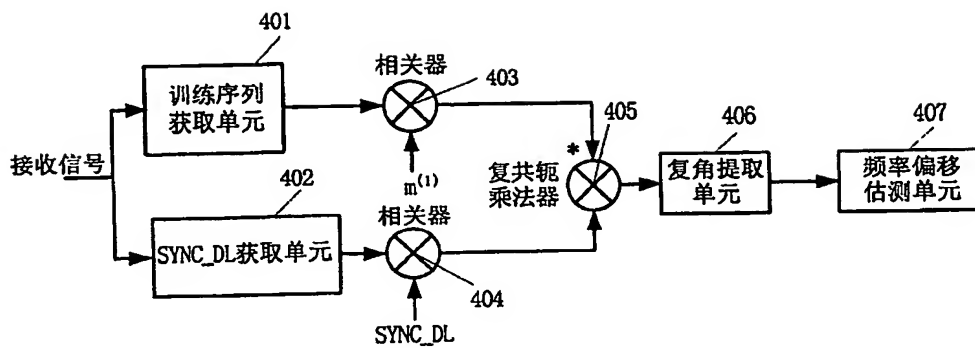 401
训练序列
获取单元
相关器
403
m(1)
接收信号
402
SYNC_DL获取单元
相关器
404
SYNC_DL
*
405
复共轭
乘法器
406
复角提取
单元
407
频率偏移
估测单元